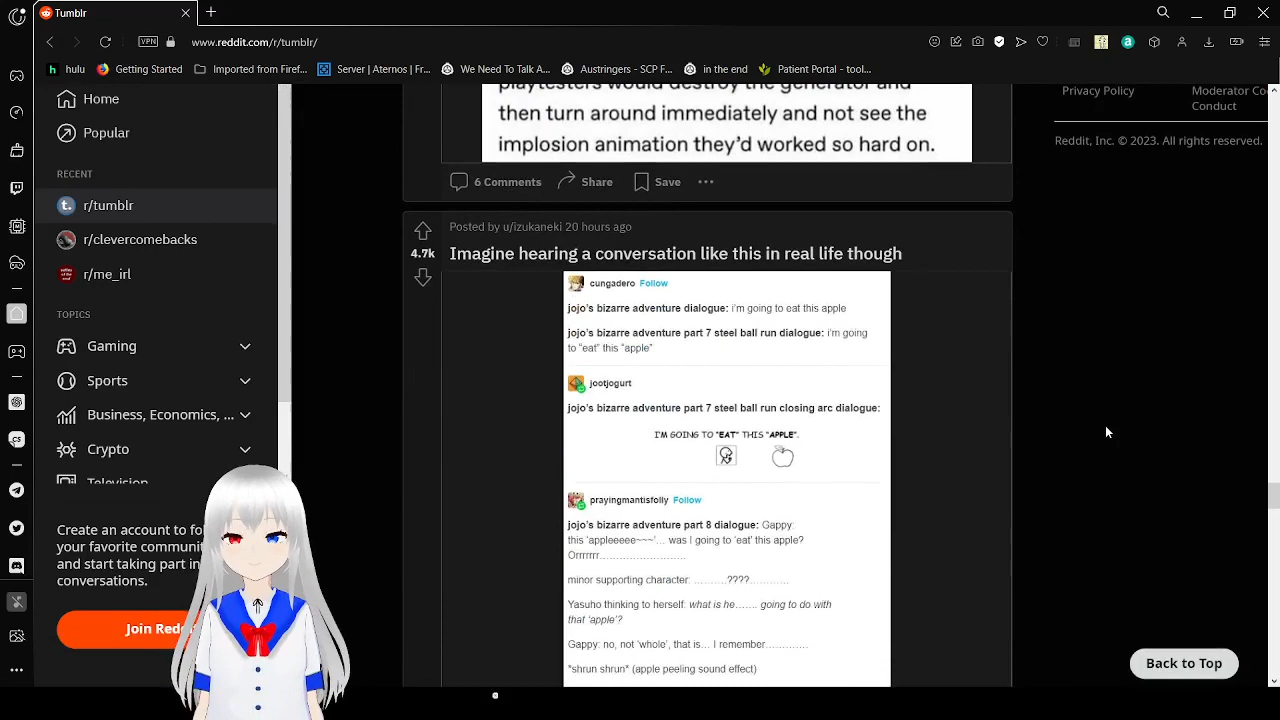 Tumblr
VPN
www.reddit.com/r/tumblr/
hulu
Getting Started
Imported from Firef...
Server | Aternos | Fr...
We Need To Talk A...
Austringers - SCP F...
in the end
Patient Portal - tool...
Home
Popular
RECENT
r/tumblr
r/clevercomebacks
r/me_irl
TOPICS
Gaming
Sports
Business, Economics, ...
Crypto
Television
Create an account to fo
your favorite communi
and start taking part in
conversations.
Join Redd
playtesters would destroy the generator and
then turn around immediately and not see the
implosion animation they'd worked so hard on.
6 Comments
Share
Save
Posted by u/izukaneki 20 hours ago
4.7k
Imagine hearing a conversation like this in real life though
cungadero Follow
jojo's bizarre adventure dialogue: i'm going to eat this apple
jojo's bizarre adventure part 7 steel ball run dialogue: i'm going
to "eat" this "apple"
jootjogurt
jojo's bizarre adventure part 7 steel ball run closing arc dialogue:
I'M GOING TO "EAT" THIS "APPLE".
prayingmantisfolly Follow
jojo's bizarre adventure part 8 dialogue: Gappy:
this 'appleeeee~~~'… was I going to 'eat' this apple?
Orrrrrrr……………………..
minor supporting character: ………..????…………
Yasuho thinking to herself: what is he……. going to do with
that 'apple'?
Gappy: no, not 'whole', that is… I remember………….
*shrun shrun* (apple peeling sound effect)
Privacy Policy
Moderator Co
Conduct
Reddit, Inc. © 2023. All rights reserved.
Back to Top